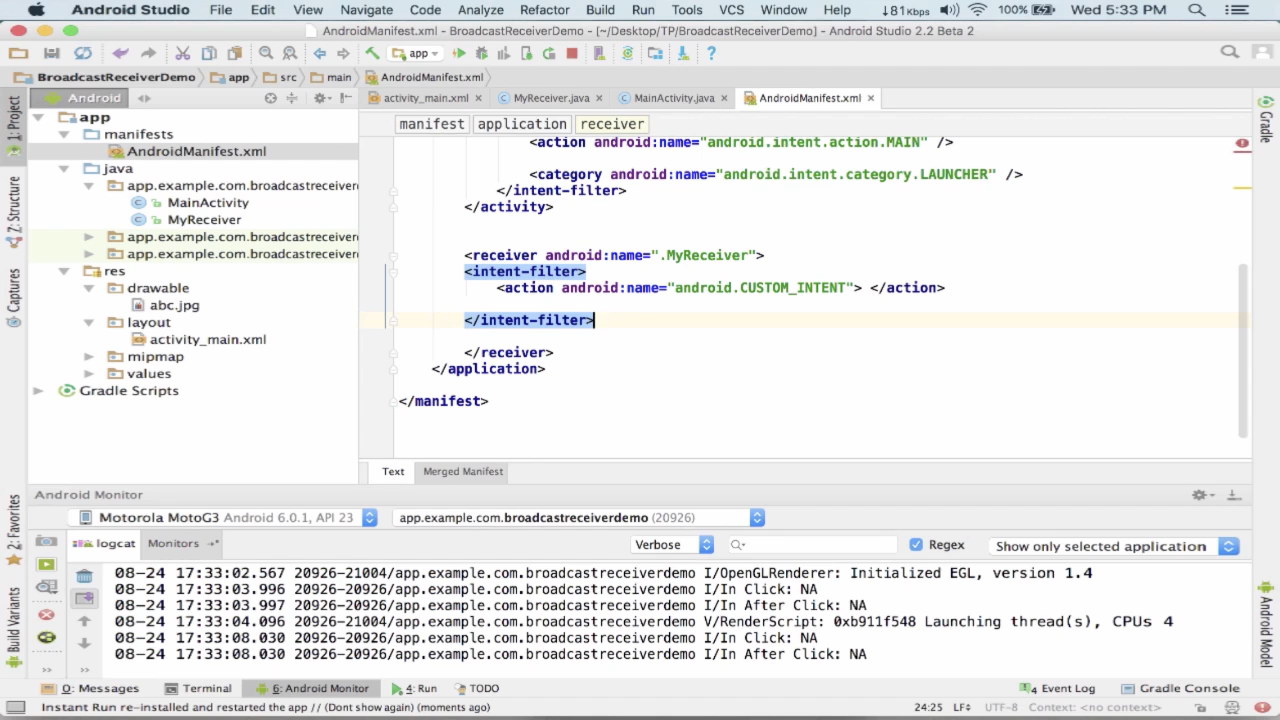 Android Studio File Edit View Navigate Code Analyze Refactor Build Run Tools VCS Window Help ↓81Kbps 100% Wed 5:33 PM
AndroidManifest.xml - BroadcastReceiverDemo - [~/Desktop/TP/BroadcastReceiverDemo] - Android Studio 2.2 Beta 2
app
BroadcastReceiverDemo app src main AndroidManifest.xml
Android
activity_main.xml MyReceiver.java MainActivity.java AndroidManifest.xml
manifest application receiver
1: Project
Z: Structure
Captures
2: Favorites
Build Variants
app
manifests
AndroidManifest.xml
java
app.example.com.broadcastreceiver
MainActivity
MyReceiver
app.example.com.broadcastreceiver
app.example.com.broadcastreceiver
res
drawable
abc.jpg
layout
activity_main.xml
mipmap
values
Gradle Scripts
<action android:name="android.intent.action.MAIN" />
<category android:name="android.intent.category.LAUNCHER" />
</intent-filter>
</activity>
<receiver android:name=".MyReceiver">
<intent-filter>
<action android:name="android.CUSTOM_INTENT"> </action>
</intent-filter>
</receiver>
</application>
</manifest>
Text Merged Manifest
Gradle
Android Model
Android Monitor
Motorola MotoG3 Android 6.0.1, API 23 app.example.com.broadcastreceiverdemo (20926)
logcat Monitors Verbose Regex Show only selected application
08-24 17:33:02.567 20926-21004/app.example.com.broadcastreceiverdemo I/OpenGLRenderer: Initialized EGL, version 1.4
08-24 17:33:03.996 20926-20926/app.example.com.broadcastreceiverdemo I/In Click: NA
08-24 17:33:03.997 20926-20926/app.example.com.broadcastreceiverdemo I/In After Click: NA
08-24 17:33:04.096 20926-21004/app.example.com.broadcastreceiverdemo V/RenderScript: 0xb911f548 Launching thread(s), CPUs 4
08-24 17:33:08.030 20926-20926/app.example.com.broadcastreceiverdemo I/In Click: NA
08-24 17:33:08.030 20926-20926/app.example.com.broadcastreceiverdemo I/In After Click: NA
0: Messages Terminal 6: Android Monitor 4: Run TODO 4 Event Log Gradle Console
Instant Run re-installed and restarted the app // (Dont show again) (moments ago) 24:25 LF÷ UTF-8 Context: <no context>